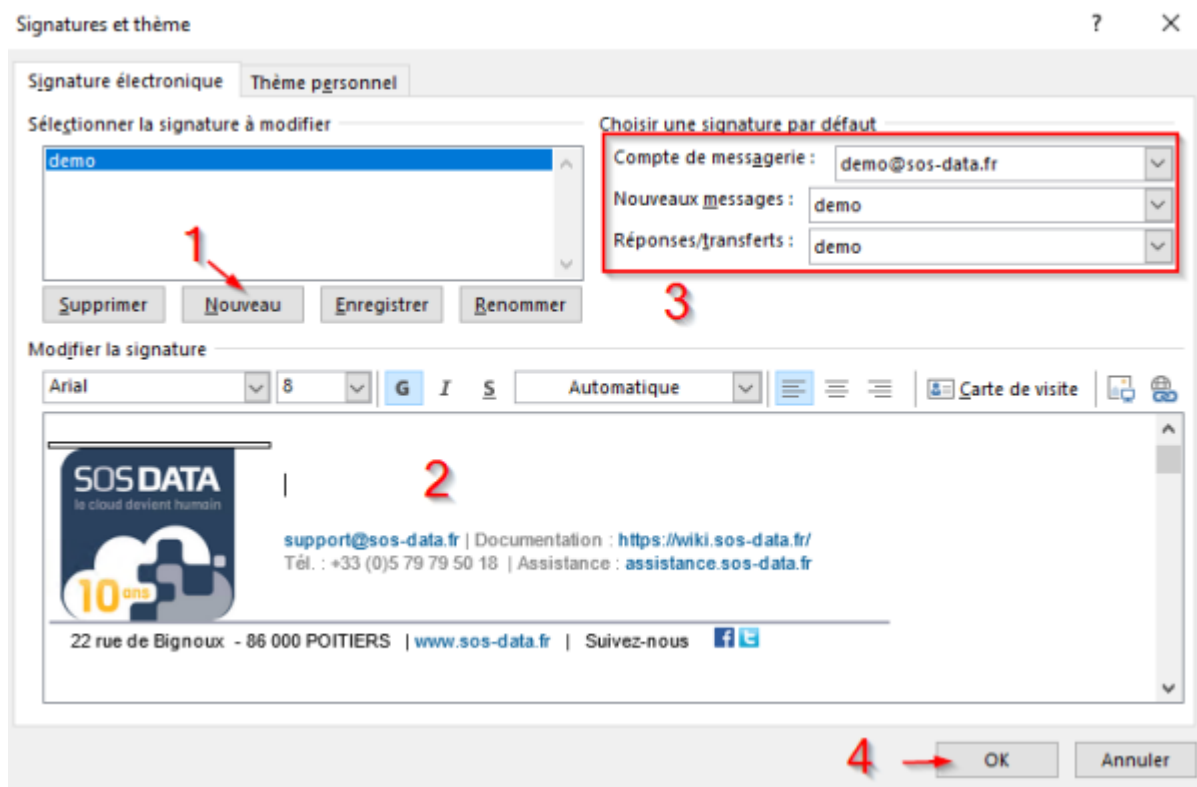 Signatures et thème ? ×
Signature électronique Thème personnel
Sélectionner la signature à modifier
demo
1
Supprimer Nouveau Enregistrer Renommer
Choisir une signature par défaut
Compte de messagerie : demo@sos-data.fr
Nouveaux messages : demo
Réponses/transferts : demo
3
Modifier la signature
Arial 8 G I S Automatique Carte de visite
SOS DATA
le cloud devient humain
10 ans
2
support@sos-data.fr | Documentation : https://wiki.sos-data.fr/
Tél. : +33 (0)5 79 79 50 18 | Assistance : assistance.sos-data.fr
22 rue de Bignoux - 86 000 POITIERS | www.sos-data.fr | Suivez-nous
4
OK Annuler